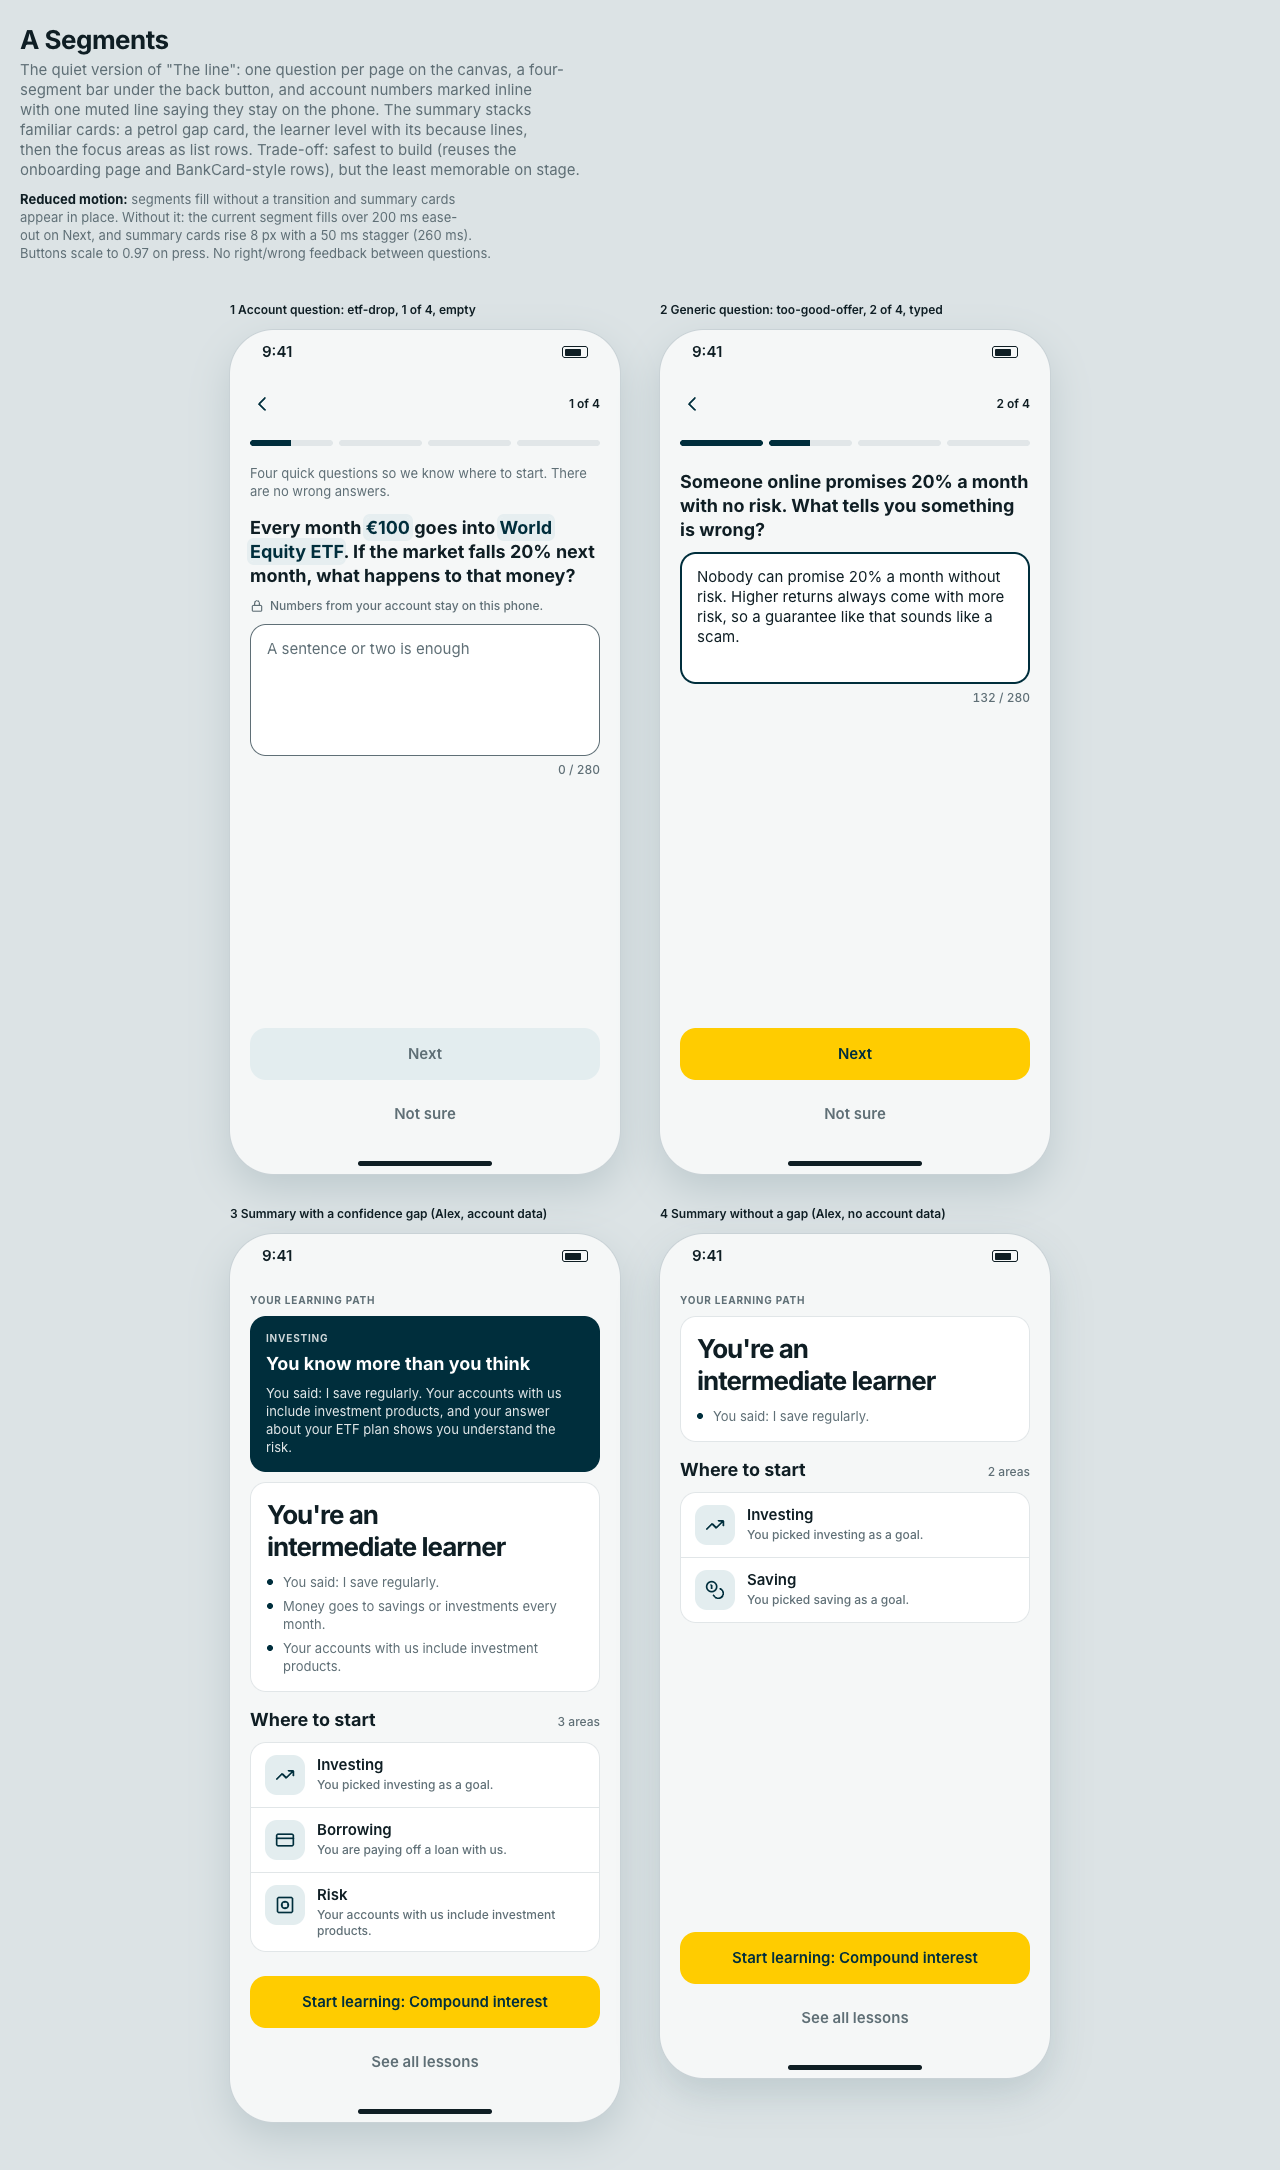 A Segments
The quiet version of "The line": one question per page on the canvas, a four-
segment bar under the back button, and account numbers marked inline
with one muted line saying they stay on the phone. The summary stacks
familiar cards: a petrol gap card, the learner level with its because lines,
then the focus areas as list rows. Trade-off: safest to build (reuses the
onboarding page and BankCard-style rows), but the least memorable on stage.
Reduced motion: segments fill without a transition and summary cards
appear in place. Without it: the current segment fills over 200 ms ease-
out on Next, and summary cards rise 8 px with a 50 ms stagger (260 ms).
Buttons scale to 0.97 on press. No right/wrong feedback between questions.
1 Account question: etf-drop, 1 of 4, empty
9:41
1 of 4
Four quick questions so we know where to start. There
are no wrong answers.
Every month €100 goes into World
Equity ETF. If the market falls 20% next
month, what happens to that money?
Numbers from your account stay on this phone.
A sentence or two is enough
0 / 280
Next
Not sure
2 Generic question: too-good-offer, 2 of 4, typed
9:41
2 of 4
Someone online promises 20% a month
with no risk. What tells you something
is wrong?
Nobody can promise 20% a month without
risk. Higher returns always come with more
risk, so a guarantee like that sounds like a
scam.
132 / 280
Next
Not sure
3 Summary with a confidence gap (Alex, account data)
9:41
YOUR LEARNING PATH
INVESTING
You know more than you think
You said: I save regularly. Your accounts with us
include investment products, and your answer
about your ETF plan shows you understand the
risk.
You're an
intermediate learner
You said: I save regularly.
Money goes to savings or investments every
month.
Your accounts with us include investment
products.
Where to start
3 areas
Investing
You picked investing as a goal.
Borrowing
You are paying off a loan with us.
Risk
Your accounts with us include investment
products.
Start learning: Compound interest
See all lessons
4 Summary without a gap (Alex, no account data)
9:41
YOUR LEARNING PATH
You're an
intermediate learner
You said: I save regularly.
Where to start
2 areas
Investing
You picked investing as a goal.
Saving
You picked saving as a goal.
Start learning: Compound interest
See all lessons